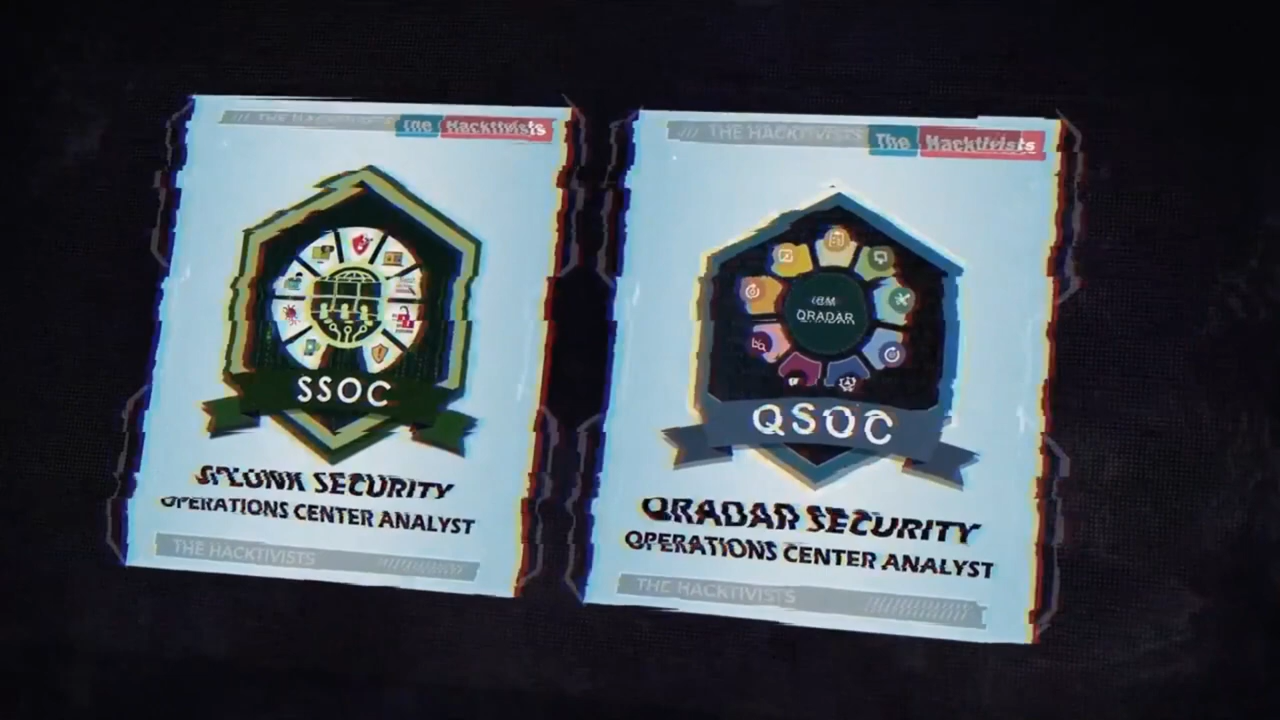 THE HACKTIVISTS
The Hacktivists
SSOC
SPLUNK SECURITY
OPERATIONS CENTER ANALYST
THE HACKTIVISTS
/// THE HACKTIVISTS
The Hacktivists
IBM
QRADAR
QSOC
QRADAR SECURITY
OPERATIONS CENTER ANALYST
THE HACKTIVISTS